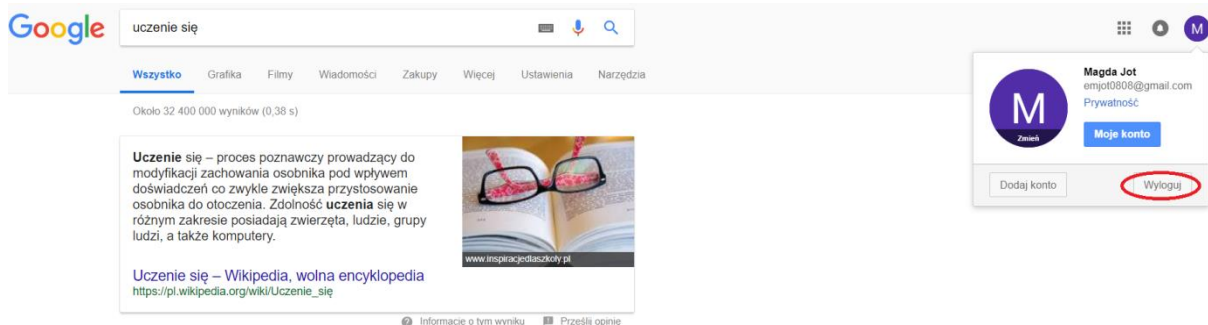 Google
uczenie się
M
Wszystko Grafika Filmy Wiadomości Zakupy Więcej Ustawienia Narzędzia
Około 32 400 000 wyników (0,38 s)
Uczenie się – proces poznawczy prowadzący do
modyfikacji zachowania osobnika pod wpływem
doświadczeń co zwykle zwiększa przystosowanie
osobnika do otoczenia. Zdolność uczenia się w
różnym zakresie posiadają zwierzęta, ludzie, grupy
ludzi, a także komputery.
www.inspiracjedlaszkoly.pl
Uczenie się – Wikipedia, wolna encyklopedia
https://pl.wikipedia.org/wiki/Uczenie_się
Informacje o tym wyniku Prześlij opinię
M
Zmień
Magda Jot
emjot0808@gmail.com
Prywatność
Moje konto
Dodaj konto Wyloguj